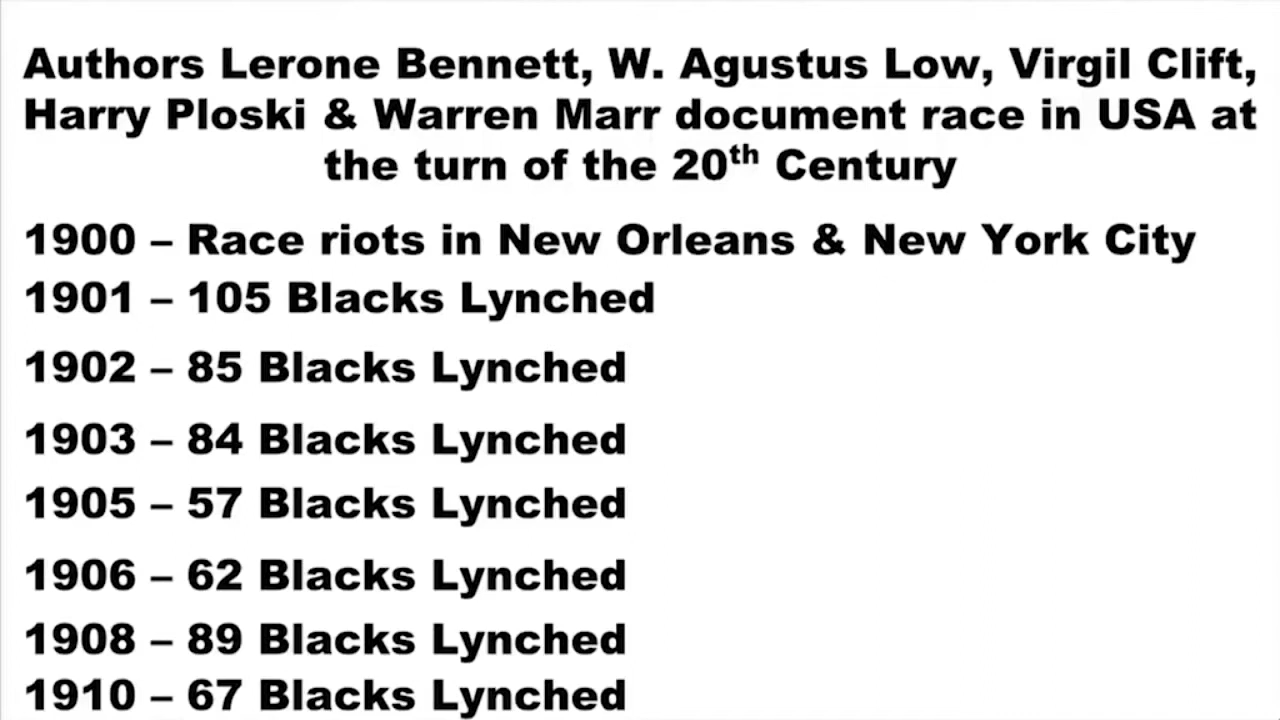 Authors Lerone Bennett, W. Agustus Low, Virgil Clift,
Harry Ploski & Warren Marr document race in USA at
the turn of the 20th Century
1900 – Race riots in New Orleans & New York City
1901 – 105 Blacks Lynched
1902 – 85 Blacks Lynched
1903 – 84 Blacks Lynched
1905 – 57 Blacks Lynched
1906 – 62 Blacks Lynched
1908 – 89 Blacks Lynched
1910 – 67 Blacks Lynched